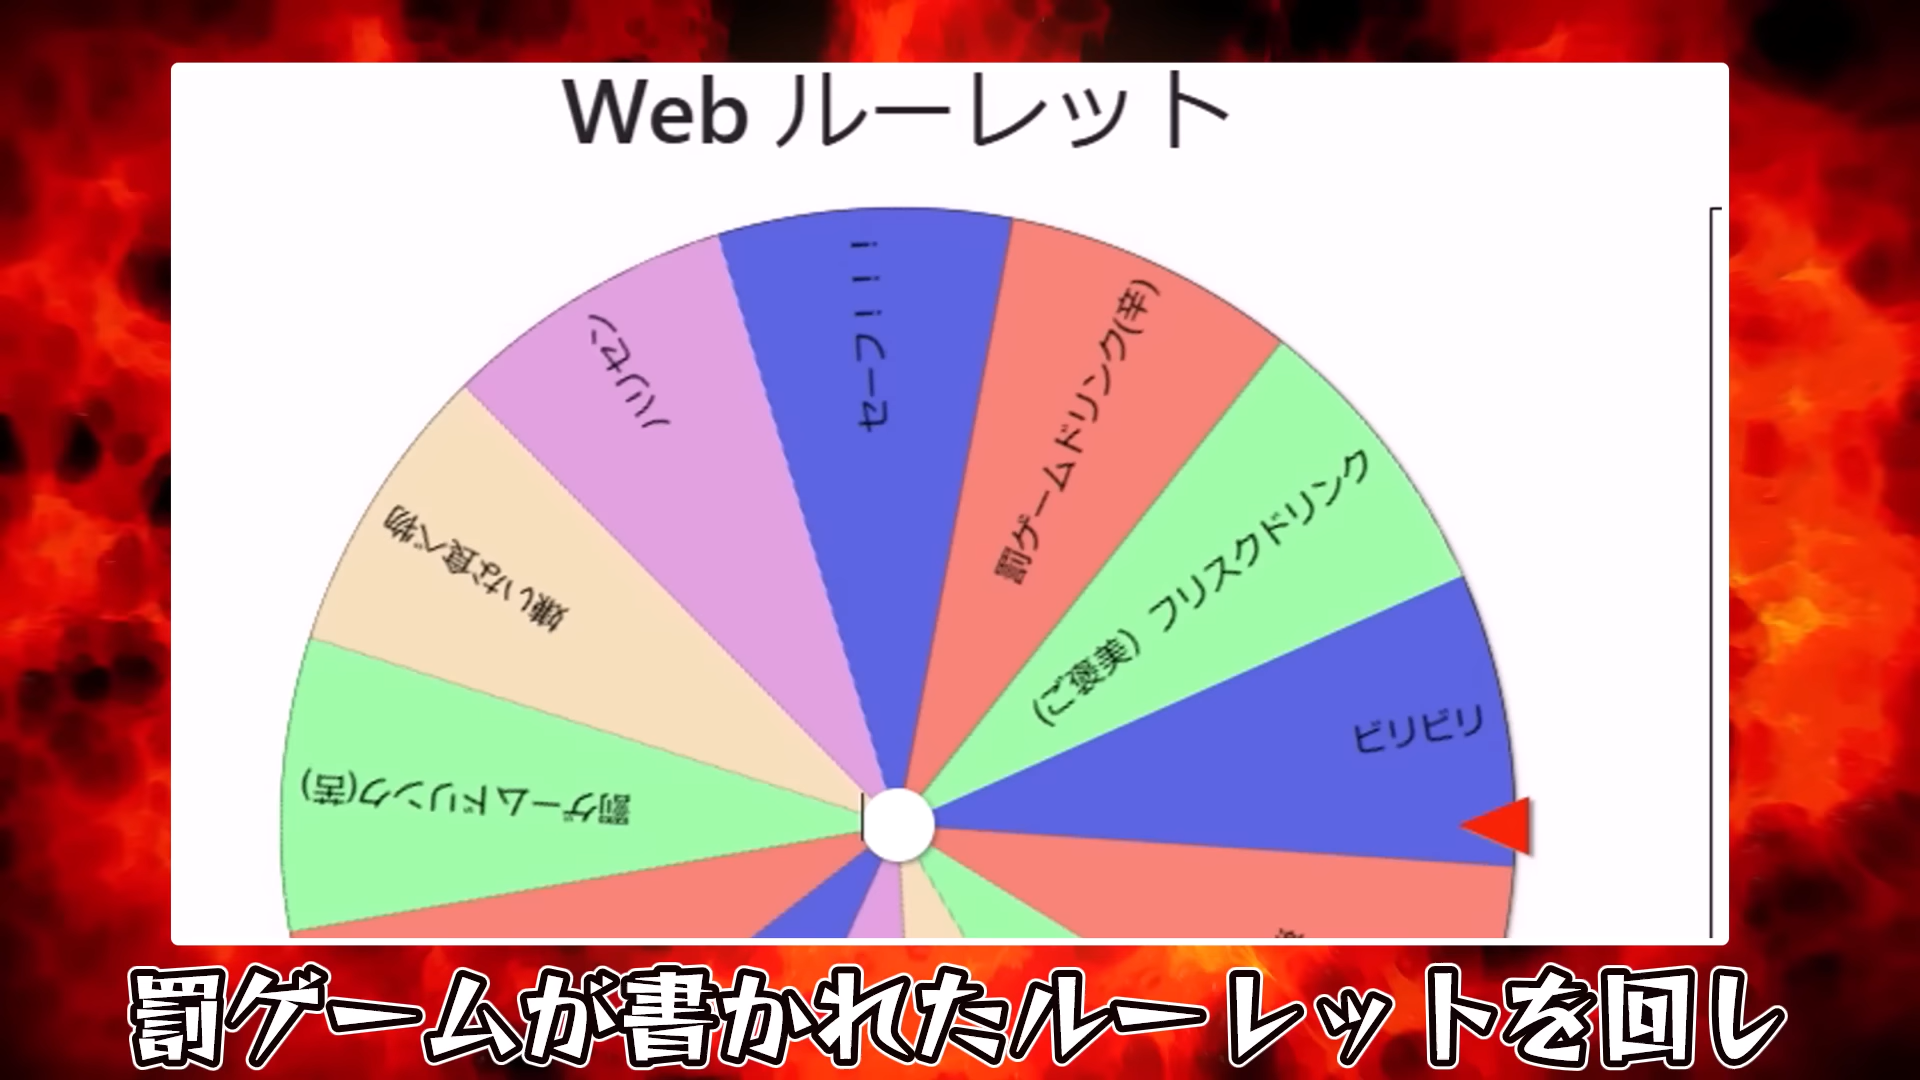 Web ルーレット
セーフ！！！
罰ゲームドリンク(辛)
(ご褒美) フリスクドリンク
ビリビリ
ハリセン
嫌いな食べ物
罰ゲームドリンク(苦)
罰ゲームが書かれたルーレットを回し